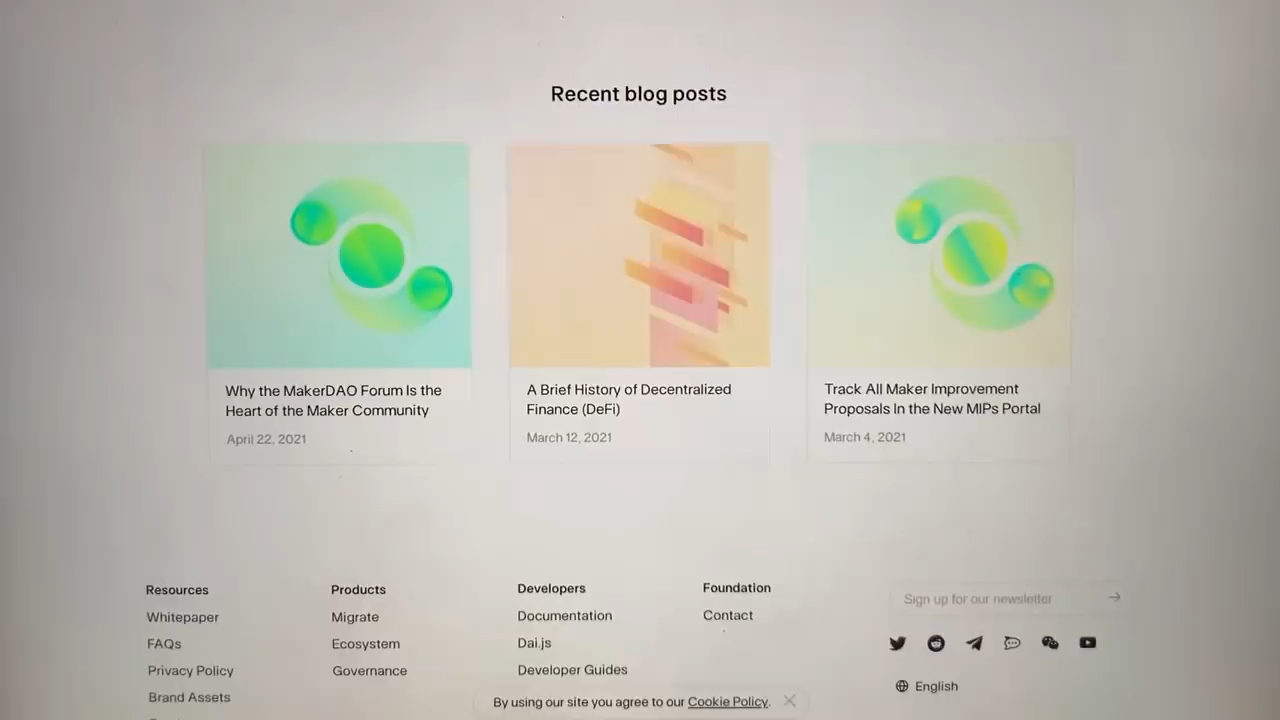 Recent blog posts
Why the MakerDAO Forum Is the
Heart of the Maker Community
April 22, 2021
A Brief History of Decentralized
Finance (DeFi)
March 12, 2021
Track All Maker Improvement
Proposals In the New MIPs Portal
March 4, 2021
Resources
Whitepaper
FAQs
Privacy Policy
Brand Assets
Products
Migrate
Ecosystem
Governance
Developers
Documentation
Dai.js
Developer Guides
Foundation
Contact
Sign up for our newsletter
English
By using our site you agree to our Cookie Policy.